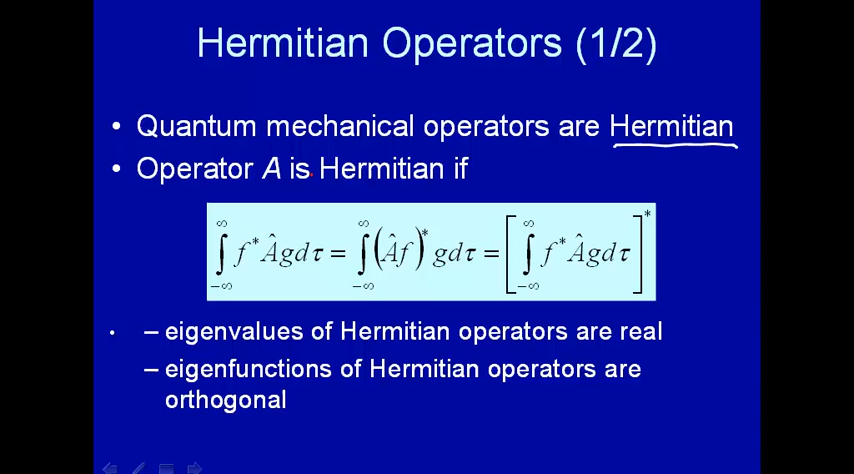 Hermitian Operators (1/2)
• Quantum mechanical operators are Hermitian
• Operator A is Hermitian if
∫_{-∞}^{∞} f* Â g dτ = ∫_{-∞}^{∞} (Â f)* g dτ = [∫_{-∞}^{∞} f* Â g dτ]*
• – eigenvalues of Hermitian operators are real
– eigenfunctions of Hermitian operators are
orthogonal